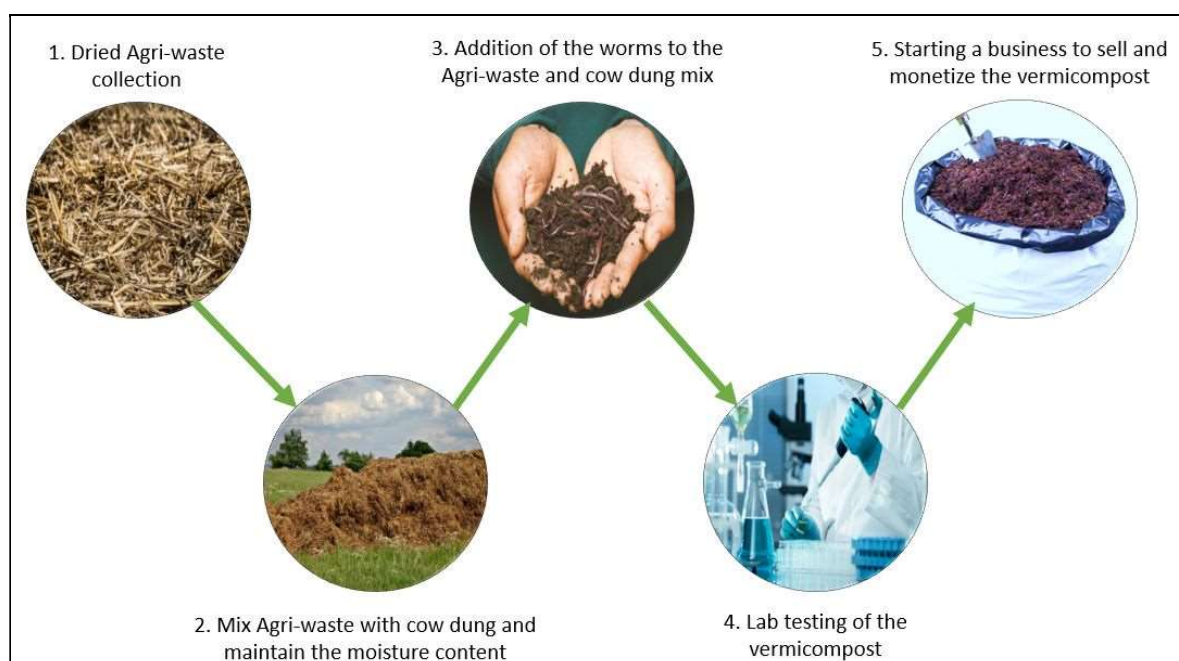 1. Dried Agri-waste
collection
2. Mix Agri-waste with cow dung and
maintain the moisture content
3. Addition of the worms to the
Agri-waste and cow dung mix
4. Lab testing of the
vermicompost
5. Starting a business to sell and
monetize the vermicompost